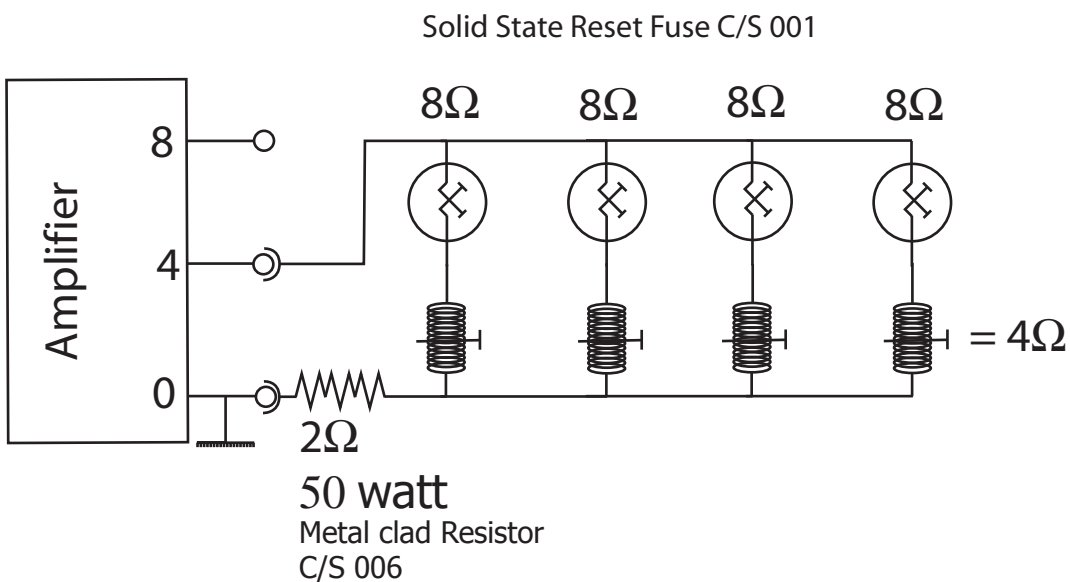 Solid State Reset Fuse C/S 001
8Ω 8Ω 8Ω 8Ω
8
Amplifier
4
= 4Ω
0
2Ω
50 watt
Metal clad Resistor
C/S 006